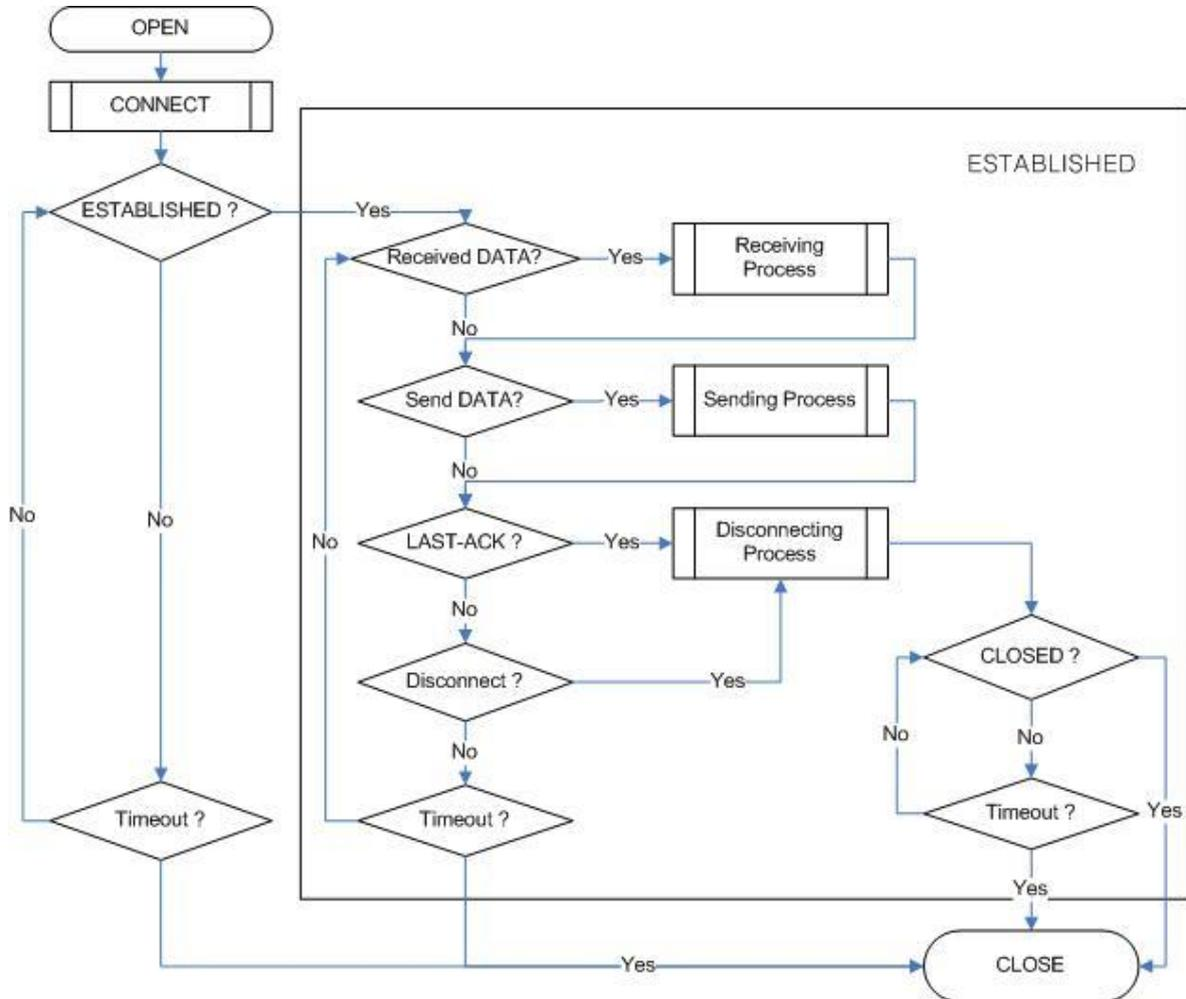 OPEN
CONNECT
ESTABLISHED
ESTABLISHED ?
Yes
Received DATA?
Yes
Receiving
Process
No
Send DATA?
Yes
Sending Process
No
No
No
No
LAST-ACK ?
Yes
Disconnecting
Process
No
CLOSED ?
Disconnect ?
Yes
No
No
No
Timeout ?
Timeout ?
Timeout ?
Yes
Yes
Yes
CLOSE